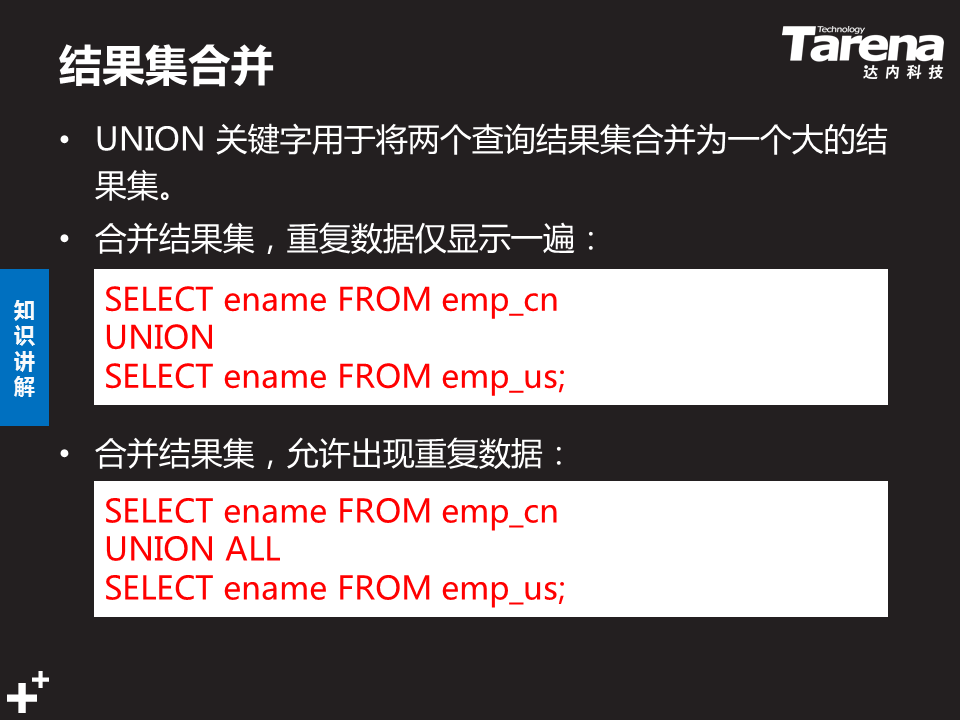 结果集合并
Technology
Tarena
达内科技
• UNION 关键字用于将两个查询结果集合并为一个大的结
果集。
• 合并结果集，重复数据仅显示一遍：
SELECT ename FROM emp_cn
UNION
SELECT ename FROM emp_us;
知识讲解
• 合并结果集，允许出现重复数据：
SELECT ename FROM emp_cn
UNION ALL
SELECT ename FROM emp_us;